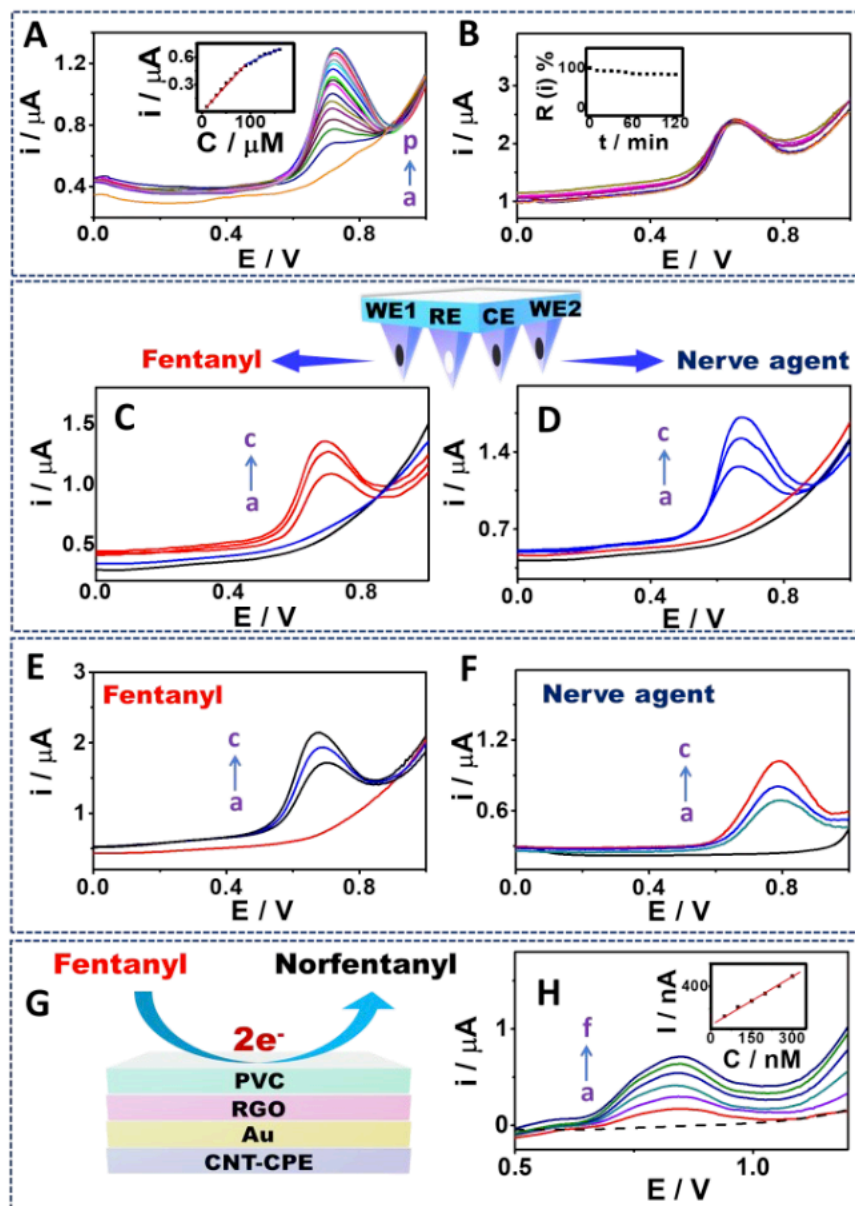 A
i / μA
1.2
0.8
0.4
0.0
0.4
0.8
E / V
i / μA
0.6
0.3
0
100
C / μM
p
a
B
i / μA
3
2
1
0.0
0.4
0.8
E / V
R (i) %
100
0
0
60
120
t / min
WE1
RE
CE
WE2
Fentanyl
Nerve agent
C
i / μA
1.5
1.0
0.5
0.0
0.4
0.8
E / V
c
a
D
i / μA
1.4
0.7
0.0
0.4
0.8
E / V
c
a
E
Fentanyl
i / μA
3
2
1
0.0
0.4
0.8
E / V
c
a
F
Nerve agent
i / μA
1.2
0.6
0.0
0.4
0.8
E / V
c
a
G
Fentanyl
Norfentanyl
2e-
PVC
RGO
Au
CNT-CPE
H
i / μA
1
0
0.5
1.0
E / V
f
a
I / nA
400
0
150
300
C / nM